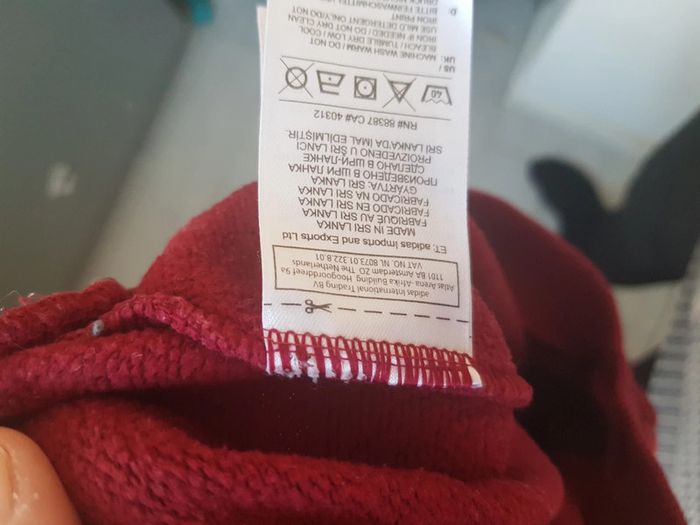 adidas International Trading BV
Atlas Arena -Afrika Building, Hoogoorddreef 9a
1101 BA Amsterdam ZO, The Netherlands
VAT NO. NL 8073.01.322.B.01
ET: adidas imports and Exports Ltd
MADE IN SRI LANKA
FABRIQUÉ AU SRI LANKA
FABRICADO EN SRI LANKA
FABRICADO NA SRI LANKA
GYÁRTVA: SRI LANKA
ПРОИЗВЕДЕНО В ШРИ ЛАНКА
СДЕЛАНО В ШРИ-ЛАНКЕ
PROIZVEDENO U ŠRI LANCI
SRİ LANKA'DA İMAL EDİLMİŞTİR.
RN# 88387 CA# 40312
40
US /
UK: MACHINE WASH WARM / DO NOT
BLEACH / TUMBLE DRY LOW / COOL
IRON IF NEEDED / DO NOT DRY CLEAN
USE MILD DETERGENT ONLY/DO NOT
IRON PRINT
D: BITTE FEINWASCHMITTEL
DRUCK